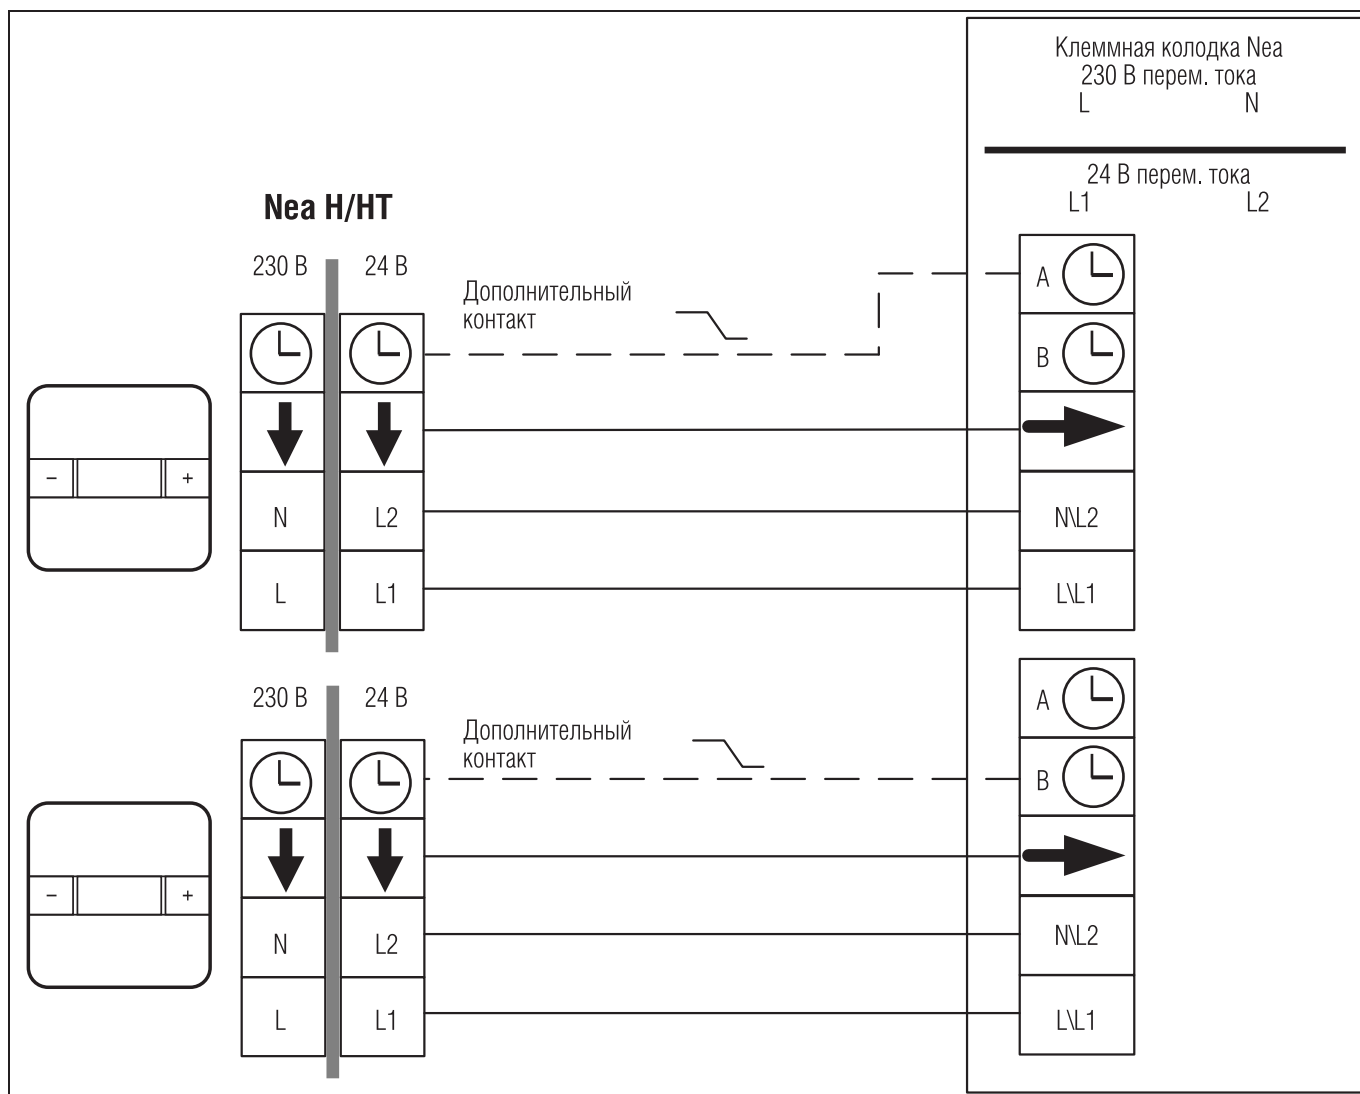 Клеммная колодка Nea
230 В перем. тока
L N
24 В перем. тока
L1 L2
Nea H/HT
230 В 24 В
Дополнительный
контакт
A
B
− +
N L2 N\L2
L L1 L\L1
230 В 24 В
Дополнительный
контакт
A
B
− +
N L2 N\L2
L L1 L\L1